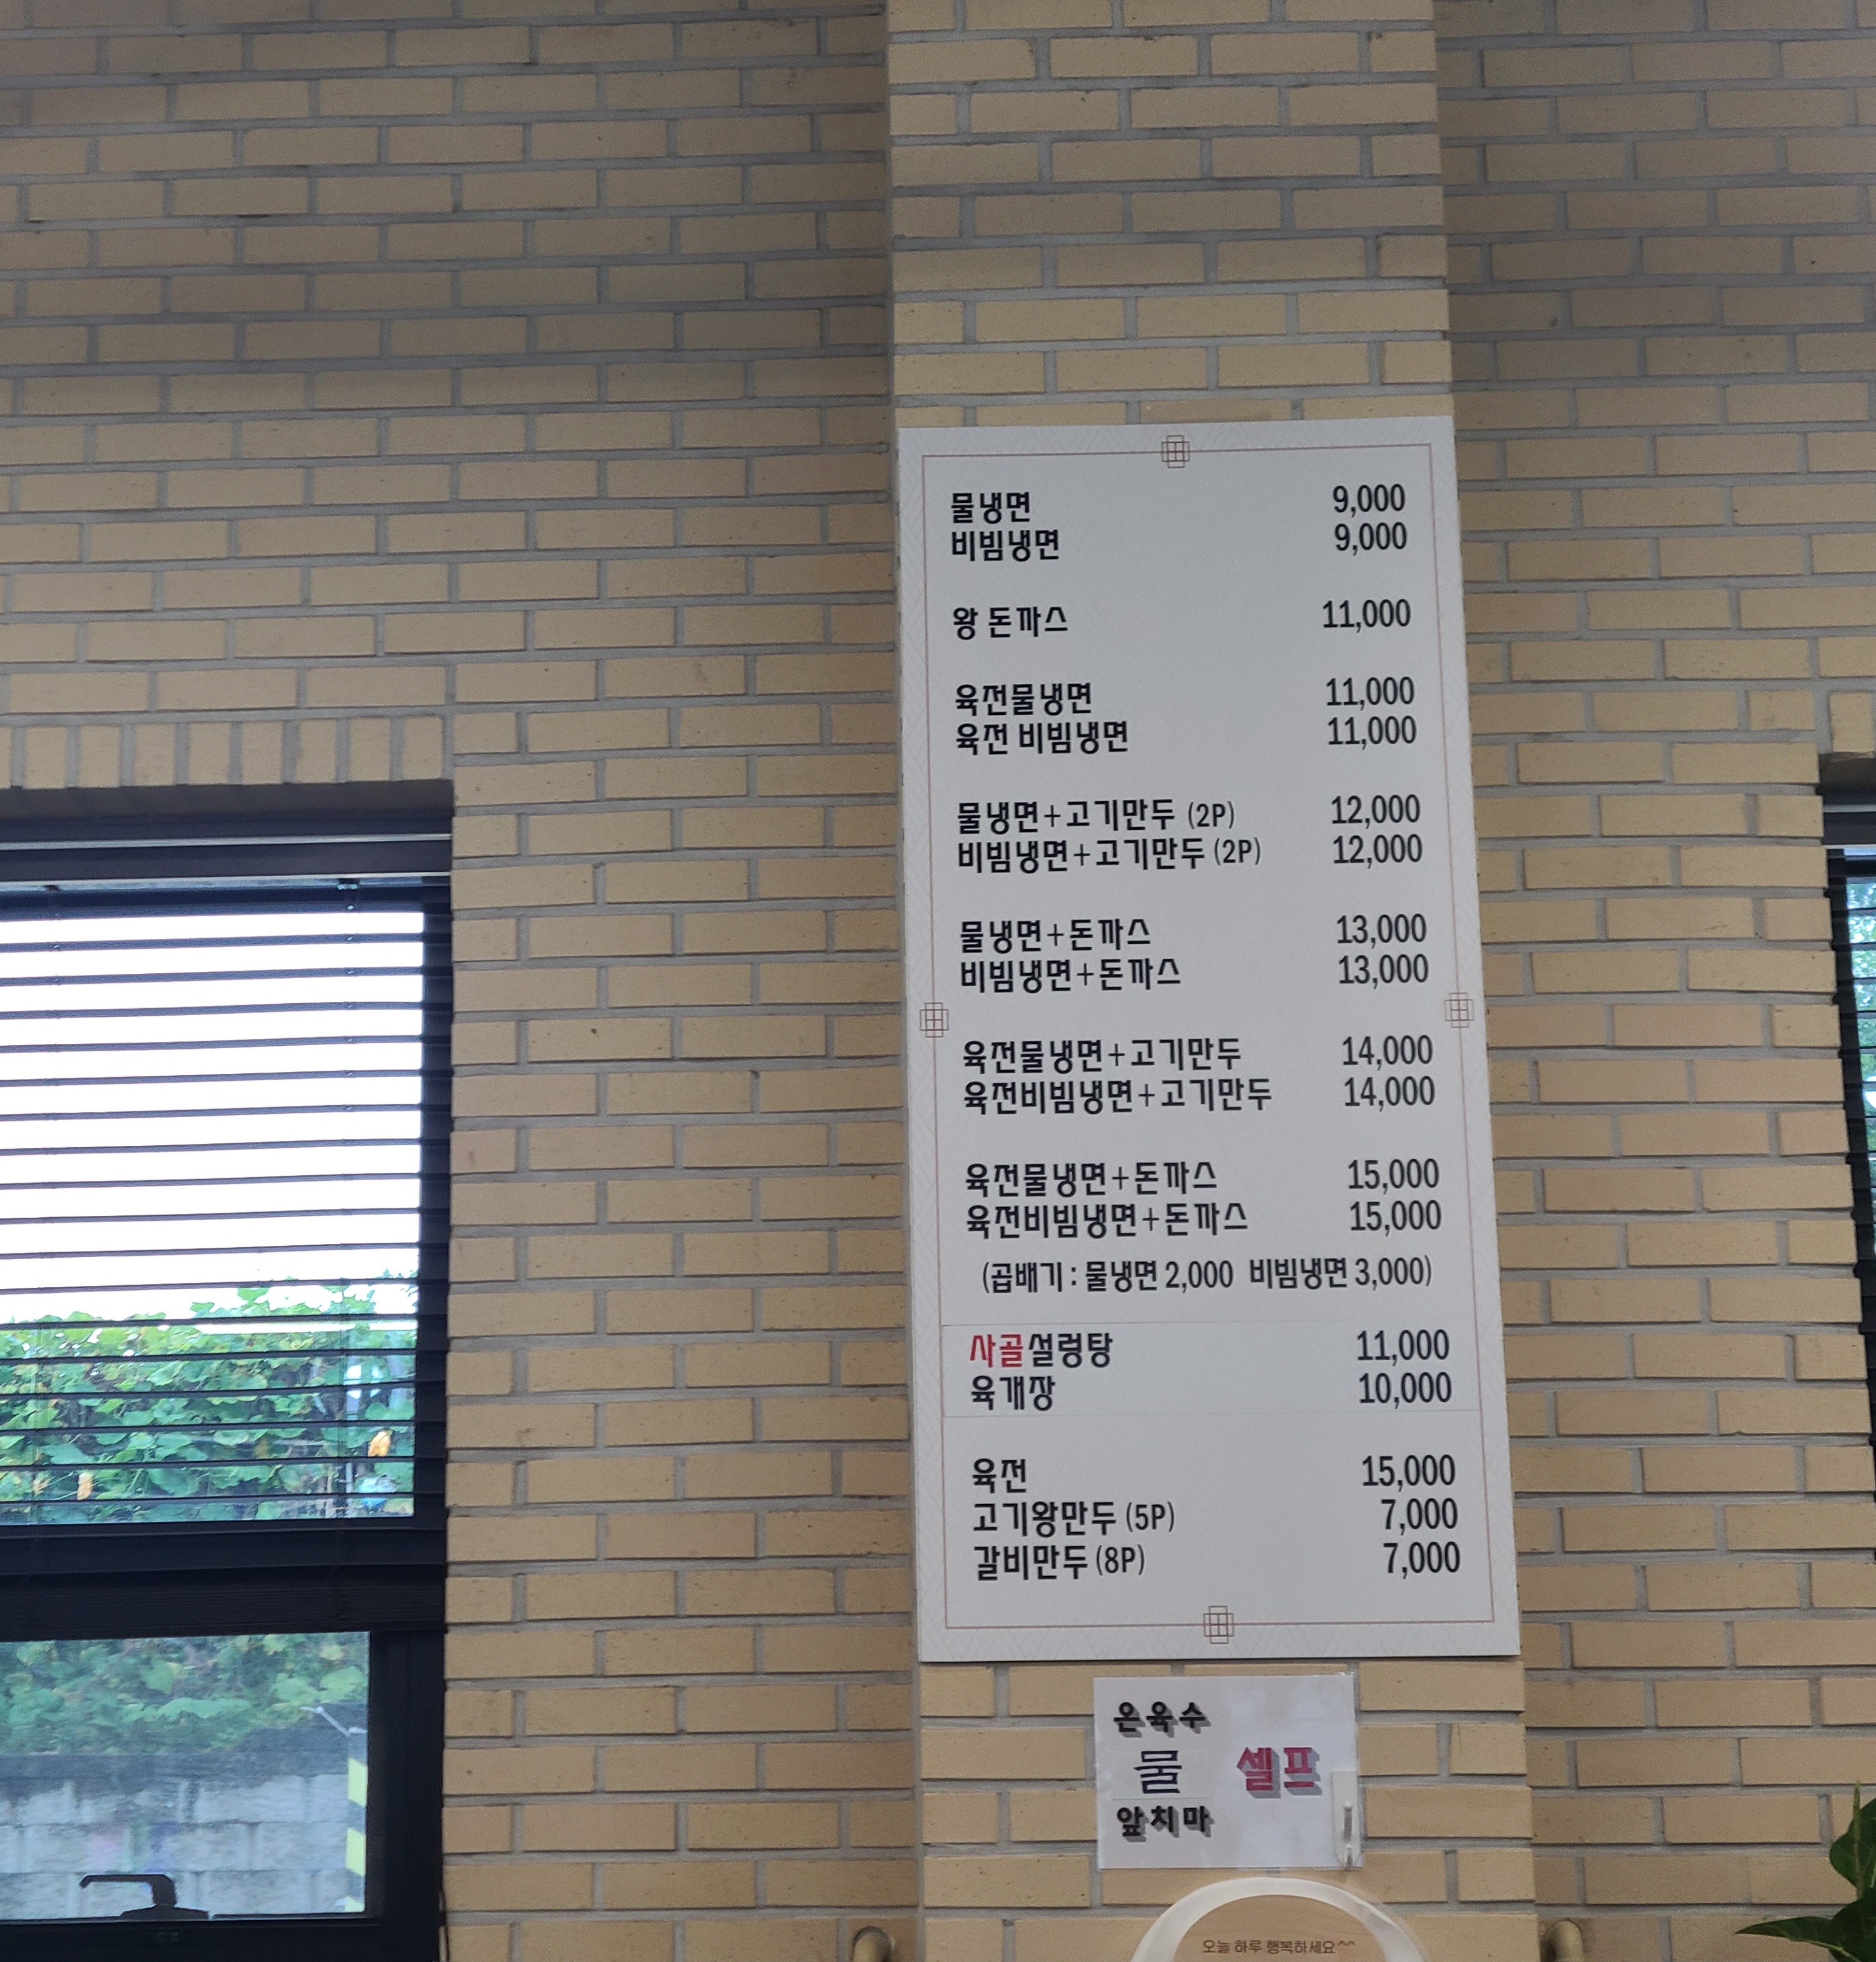 물냉면 9,000
비빔냉면 9,000
왕 돈까스 11,000
육전물냉면 11,000
육전 비빔냉면 11,000
물냉면+고기만두 (2P) 12,000
비빔냉면+고기만두 (2P) 12,000
물냉면+돈까스 13,000
비빔냉면+돈까스 13,000
육전물냉면+고기만두 14,000
육전비빔냉면+고기만두 14,000
육전물냉면+돈까스 15,000
육전비빔냉면+돈까스 15,000
(곱배기 : 물냉면 2,000 비빔냉면 3,000)
사골설렁탕 11,000
육개장 10,000
육전 15,000
고기왕만두 (5P) 7,000
갈비만두 (8P) 7,000
온육수
물 셀프
앞치마
오늘 하루 행복하세요^^